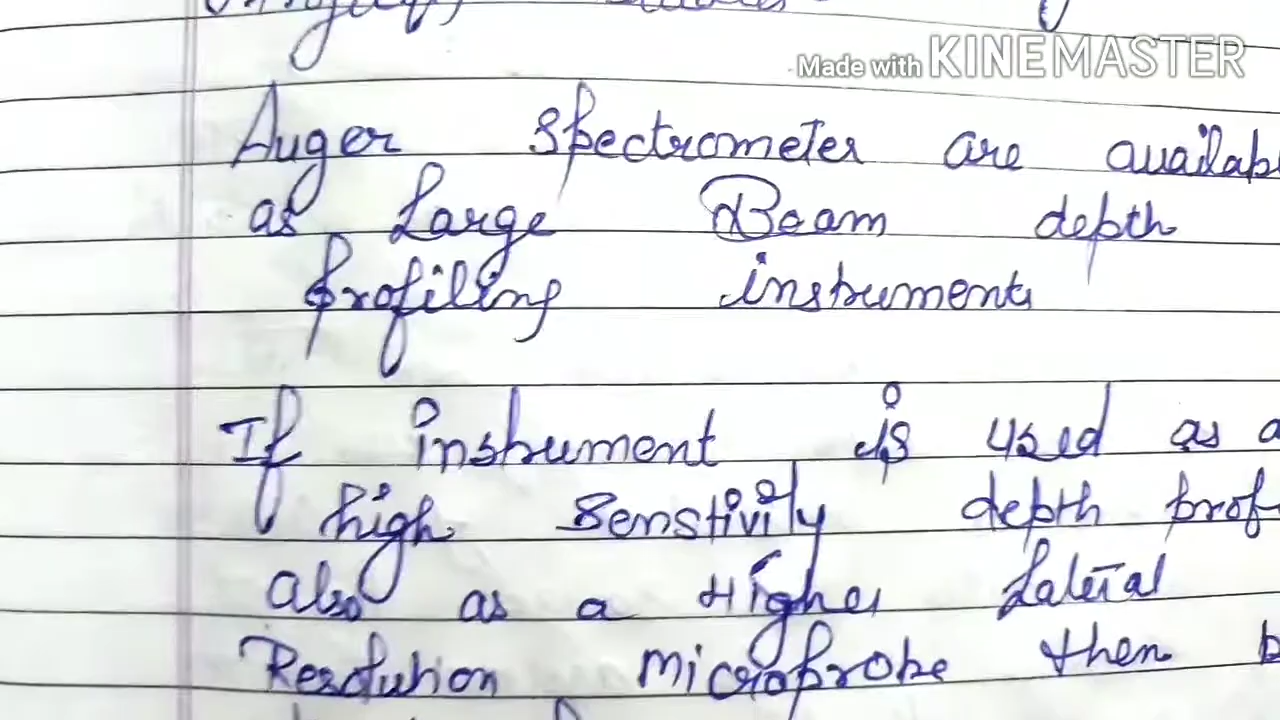 Made with KINEMASTER
Auger spectrometer are availab
as Large Beam depth
profiling instruments
If instrument is used as a
high Senstivity depth prof
also as a Higher Lateral
Resolution microprobe then b